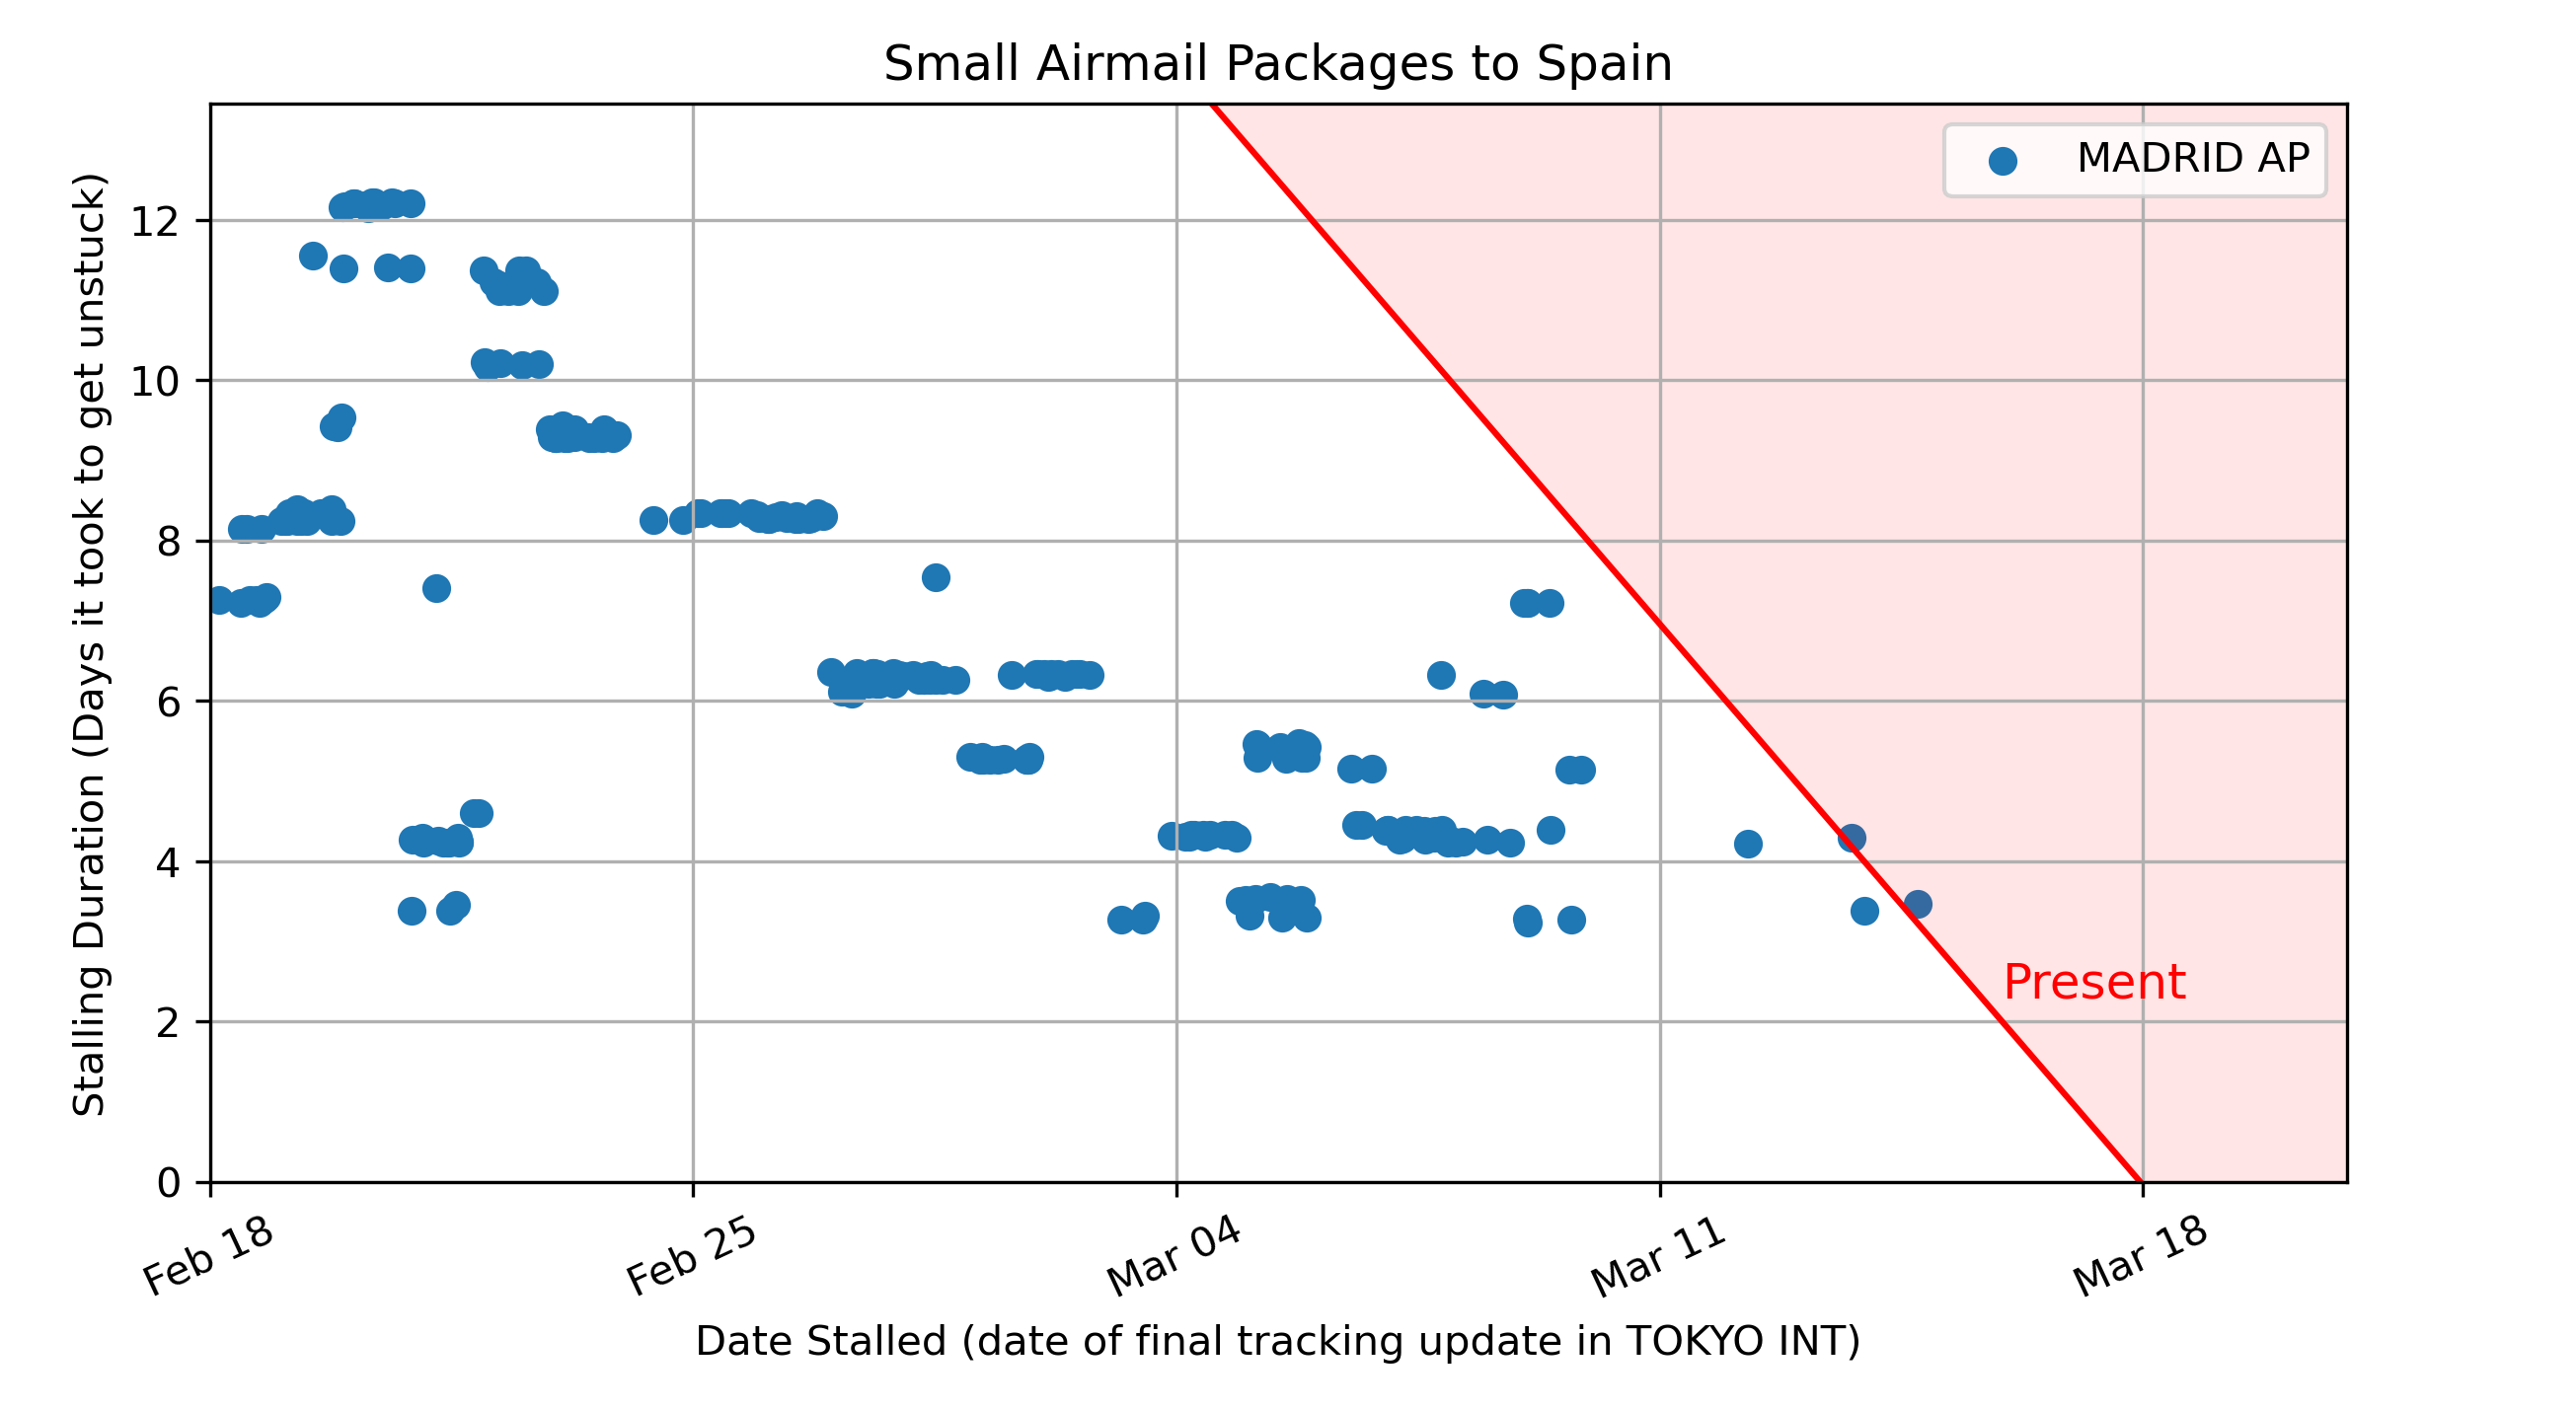 Small Airmail Packages to Spain
MADRID AP
Stalling Duration (Days it took to get unstuck)
12
10
8
6
4
2
0
Present
Feb 18
Feb 25
Mar 04
Mar 11
Mar 18
Date Stalled (date of final tracking update in TOKYO INT)